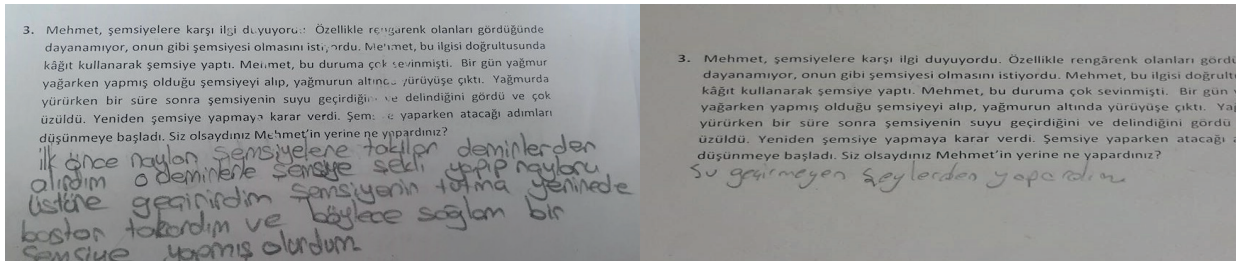 3. Mehmet, şemsiyelere karşı ilgi duyuyordu. Özellikle rengarenk olanları gördüğünde
dayanamıyor, onun gibi şemsiyesi olmasını istiyordu. Mehmet, bu ilgisi doğrultusunda
kâğıt kullanarak şemsiye yaptı. Mehmet, bu duruma çok sevinmişti. Bir gün yağmur
yağarken yapmış olduğu şemsiyeyi alıp, yağmurun altında yürüyüşe çıktı. Yağmurda
yürürken bir süre sonra şemsiyenin suyu geçirdiğini ve delindiğini gördü ve çok
üzüldü. Yeniden şemsiye yapmaya karar verdi. Şemsiye yaparken atacağı adımları
düşünmeye başladı. Siz olsaydınız Mehmet'in yerine ne yapardınız?
ilk önce naylon şemsiyelere takılan deminlerden
alırdım o deminlerle şemsiye şekli yapıp nayloru
üstüne geçirirdim şemsiyenin tutma yeninede
baston takardım ve böylece sağlam bir
şemsiye yapmış olurdum
3. Mehmet, şemsiyelere karşı ilgi duyuyordu. Özellikle rengârenk olanları
dayanamıyor, onun gibi şemsiyesi olmasını istiyordu. Mehmet, bu ilgisi
kâğıt kullanarak şemsiye yaptı. Mehmet, bu duruma çok sevinmişti. Bir gün
yağarken yapmış olduğu şemsiyeyi alıp, yağmurun altında yürüyüşe çıktı.
yürürken bir süre sonra şemsiyenin suyu geçirdiğini ve delindiğini gördü
üzüldü. Yeniden şemsiye yapmaya karar verdi. Şemsiye yaparken atacağı
düşünmeye başladı. Siz olsaydınız Mehmet'in yerine ne yapardınız?
Su geçirmeyen şeylerden yapardım